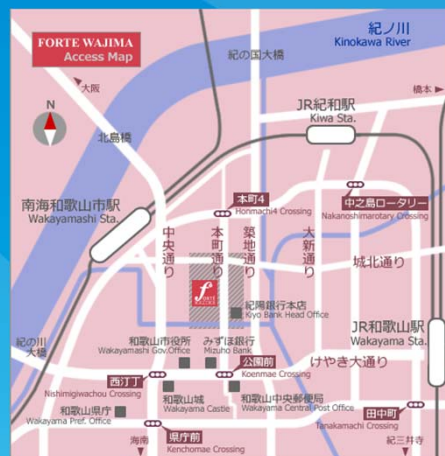 FORTE WAJIMA
Access Map
紀ノ川
Kinokawa River
紀の国大橋
大阪
橋本
N
北島橋
JR紀和駅
Kiwa Sta.
南海和歌山市駅
Wakayamashi Sta.
本町4
Honmachi4 Crossing
中之島ロータリー
Nakanoshimarotary Crossing
中央通り
本町通り
築地通り
大新通り
城北通り
f
FORTE
WAJIMA
紀陽銀行本店
Kiyo Bank Head Office
JR和歌山駅
Wakayama Sta.
紀の川
大橋
和歌山市役所
Wakayamashi Gov.Office
みずほ銀行
Mizuho Bank
公園前
Koenmae Crossing
けやき大通り
西汀丁
Nishimigiwachou Crossing
和歌山城
Wakayama Castle
和歌山中央郵便局
Wakayama Central Post Office
和歌山県庁
Wakayama Pref. Office
田中町
Tanakamachi Crossing
海南
県庁前
Kenchomae Crossing
紀三井寺